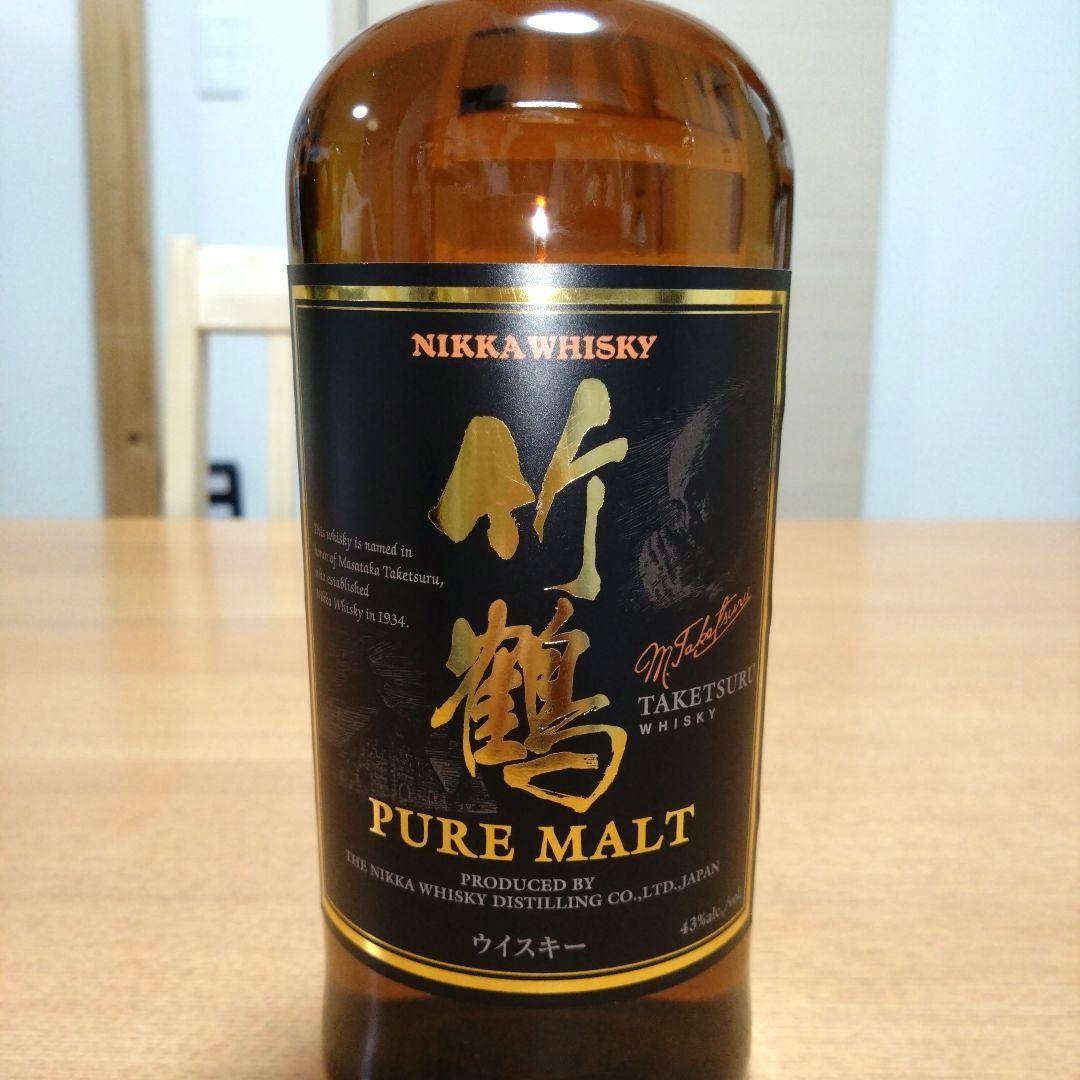 NIKKA WHISKY
竹鶴
This whisky is named in
honor of Masataka Taketsuru,
who established
Nikka Whisky in 1934.
M. Taketsuru
TAKETSURU
WHISKY
PURE MALT
PRODUCED BY
THE NIKKA WHISKY DISTILLING CO.,LTD.,JAPAN
43%alc./vol.
ウイスキー